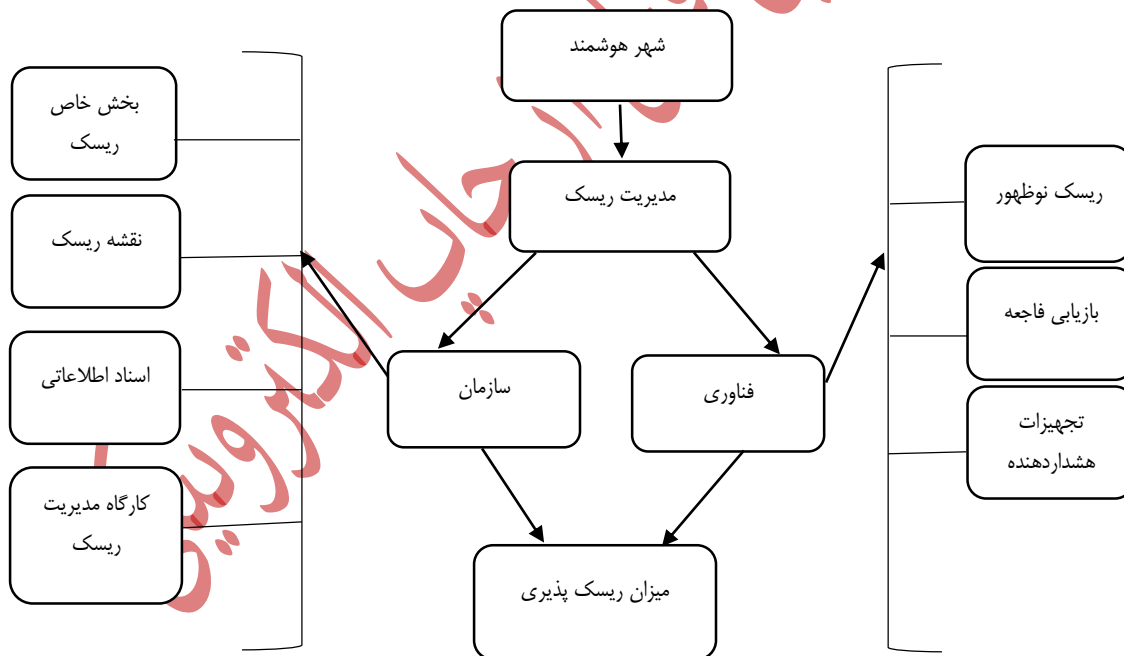 شهر هوشمند
مدیریت ریسک
سازمان
فناوری
میزان ریسک پذیری
ریسک نوظهور
بازیابی فاجعه
تجهیزات
هشداردهنده
بخش خاص
ریسک
نقشه ریسک
اسناد اطلاعاتی
کارگاه مدیریت
ریسک